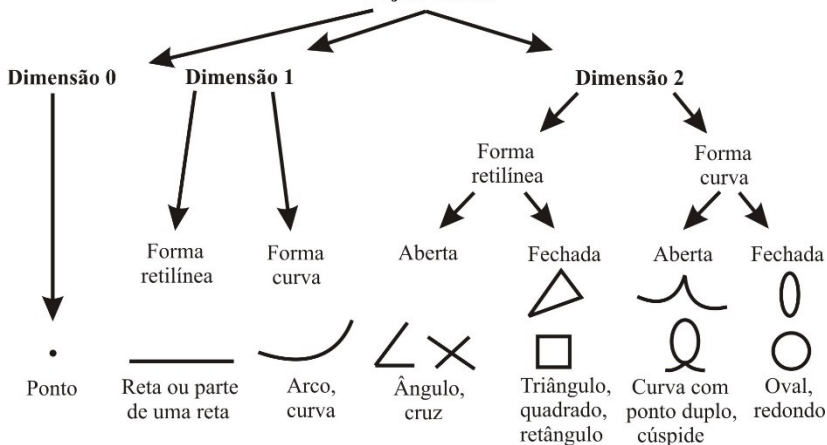 Dimensão 0
Dimensão 1
Dimensão 2
Forma
retilínea
Forma
curva
Forma
retilínea
Forma
curva
Aberta
Fechada
Aberta
Fechada
Ponto
Reta ou parte
de uma reta
Arco,
curva
Ângulo,
cruz
Triângulo,
quadrado,
retângulo
Curva com
ponto duplo,
cúspide
Oval,
redondo